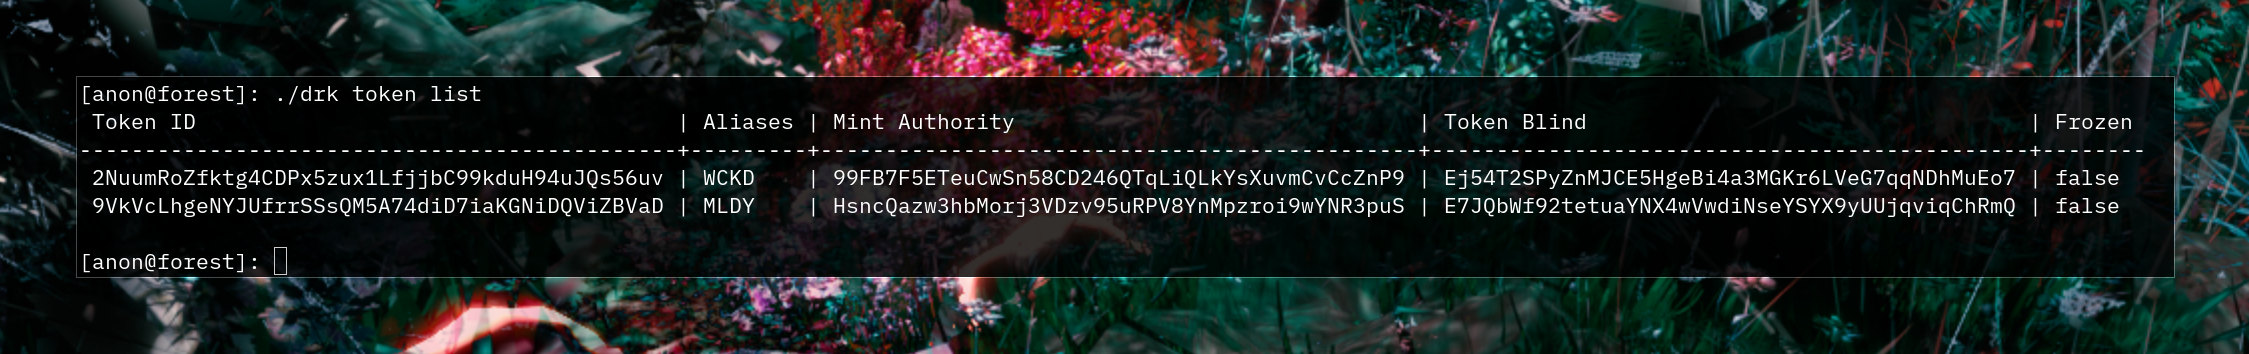 [anon@forest]: ./drk token list
Token ID | Aliases | Mint Authority | Token Blind | Frozen
----------------------------------------------+---------+-----------------------------------------------+-----------------------------------------------+--------
2NuumRoZfktg4CDPx5zux1LfjjbC99kduH94uJQs56uv | WCKD | 99FB7F5ETeuCwSn58CD246QTqLiQLkYsXuvmCvCcZnP9 | Ej54T2SPyZnMJCE5HgeBi4a3MGKr6LVeG7qqNDhMuEo7 | false
9VkVcLhgeNYJUfrrSSsQM5A74diD7iaKGNiDQViZBVaD | MLDY | HsncQazw3hbMorj3VDzv95uRPV8YnMpzroi9wYNR3puS | E7JQbWf92tetuaYNX4wVwdiNseYSYX9yUUjqviqChRmQ | false
[anon@forest]: